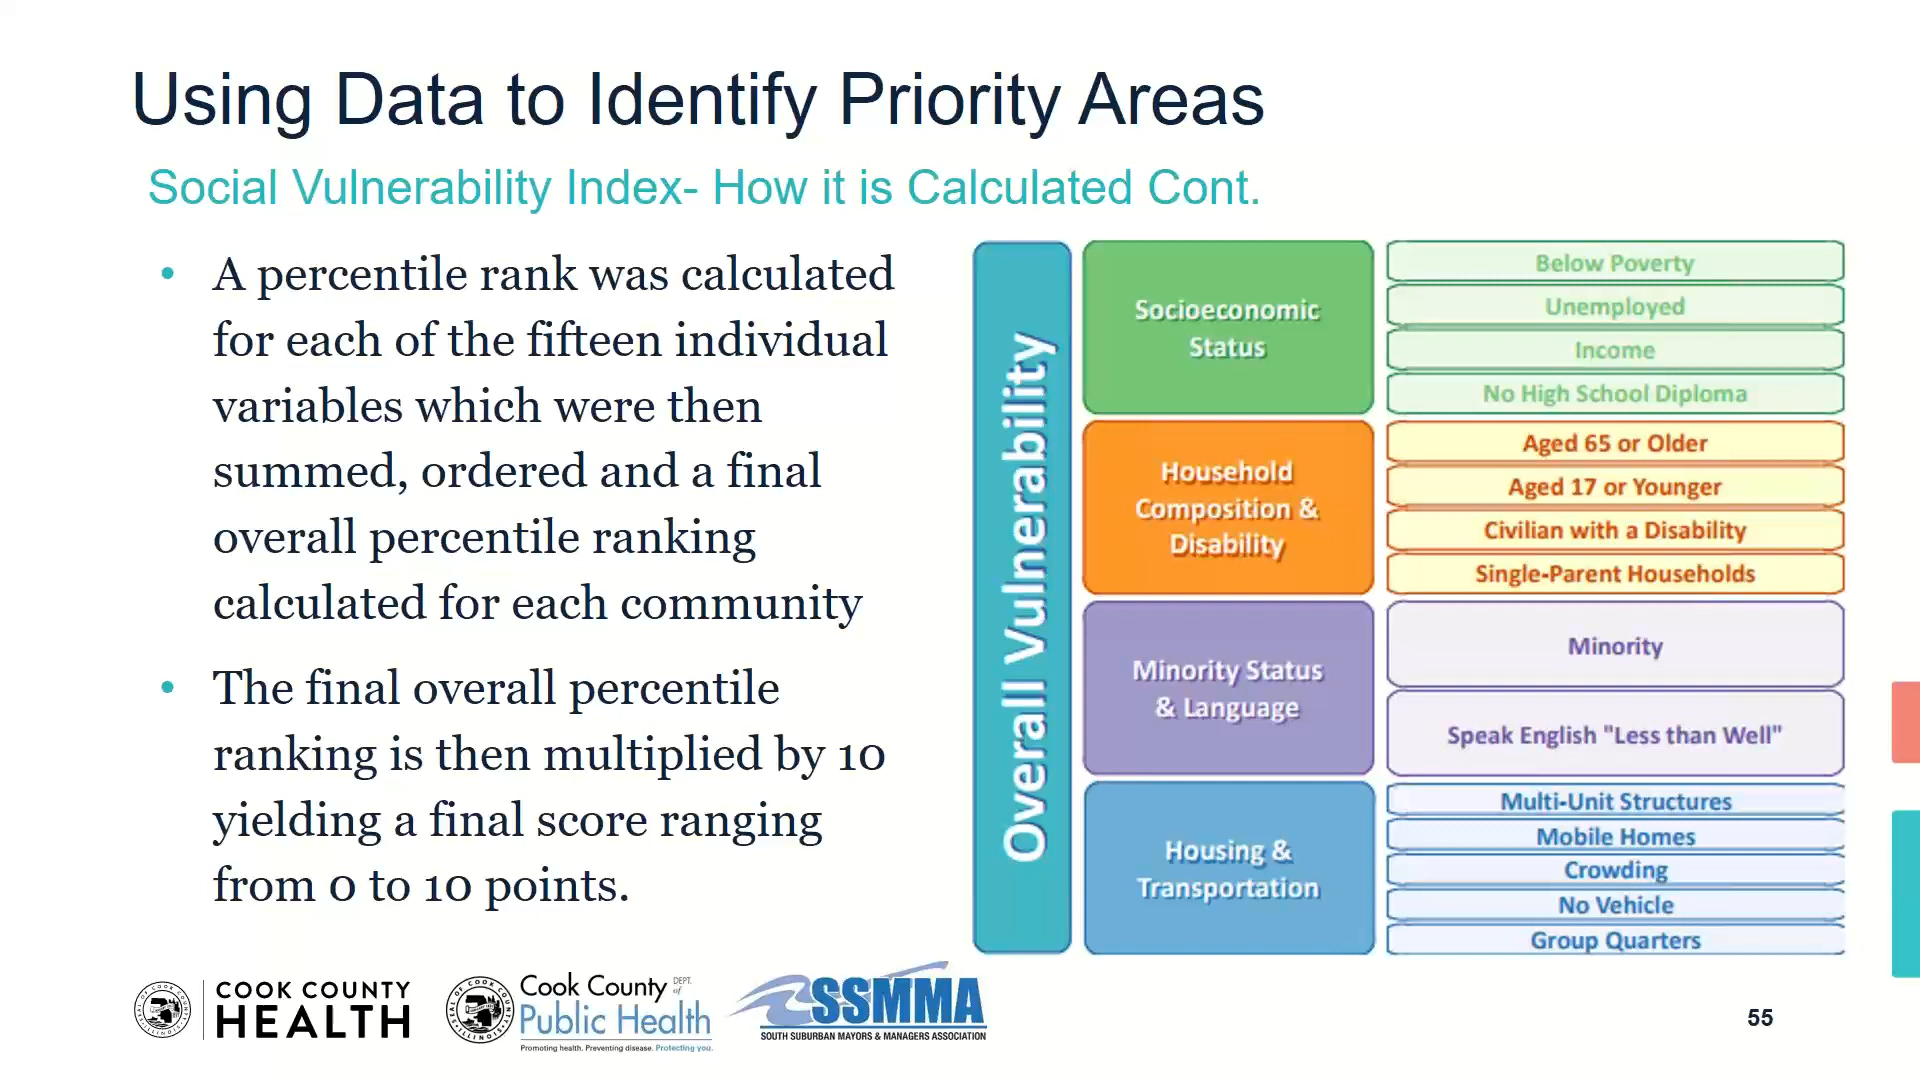 Using Data to Identify Priority Areas
Social Vulnerability Index- How it is Calculated Cont.
• A percentile rank was calculated
for each of the fifteen individual
variables which were then
summed, ordered and a final
overall percentile ranking
calculated for each community
• The final overall percentile
ranking is then multiplied by 10
yielding a final score ranging
from 0 to 10 points.
Overall Vulnerability
Socioeconomic
Status
Below Poverty
Unemployed
Income
No High School Diploma
Household
Composition &
Disability
Aged 65 or Older
Aged 17 or Younger
Civilian with a Disability
Single-Parent Households
Minority Status
& Language
Minority
Speak English "Less than Well"
Housing &
Transportation
Multi-Unit Structures
Mobile Homes
Crowding
No Vehicle
Group Quarters
COOK COUNTY
HEALTH
Cook County DEPT. of
Public Health
Promoting health. Preventing disease. Protecting you.
SSMMA
SOUTH SUBURBAN MAYORS & MANAGERS ASSOCIATION
55